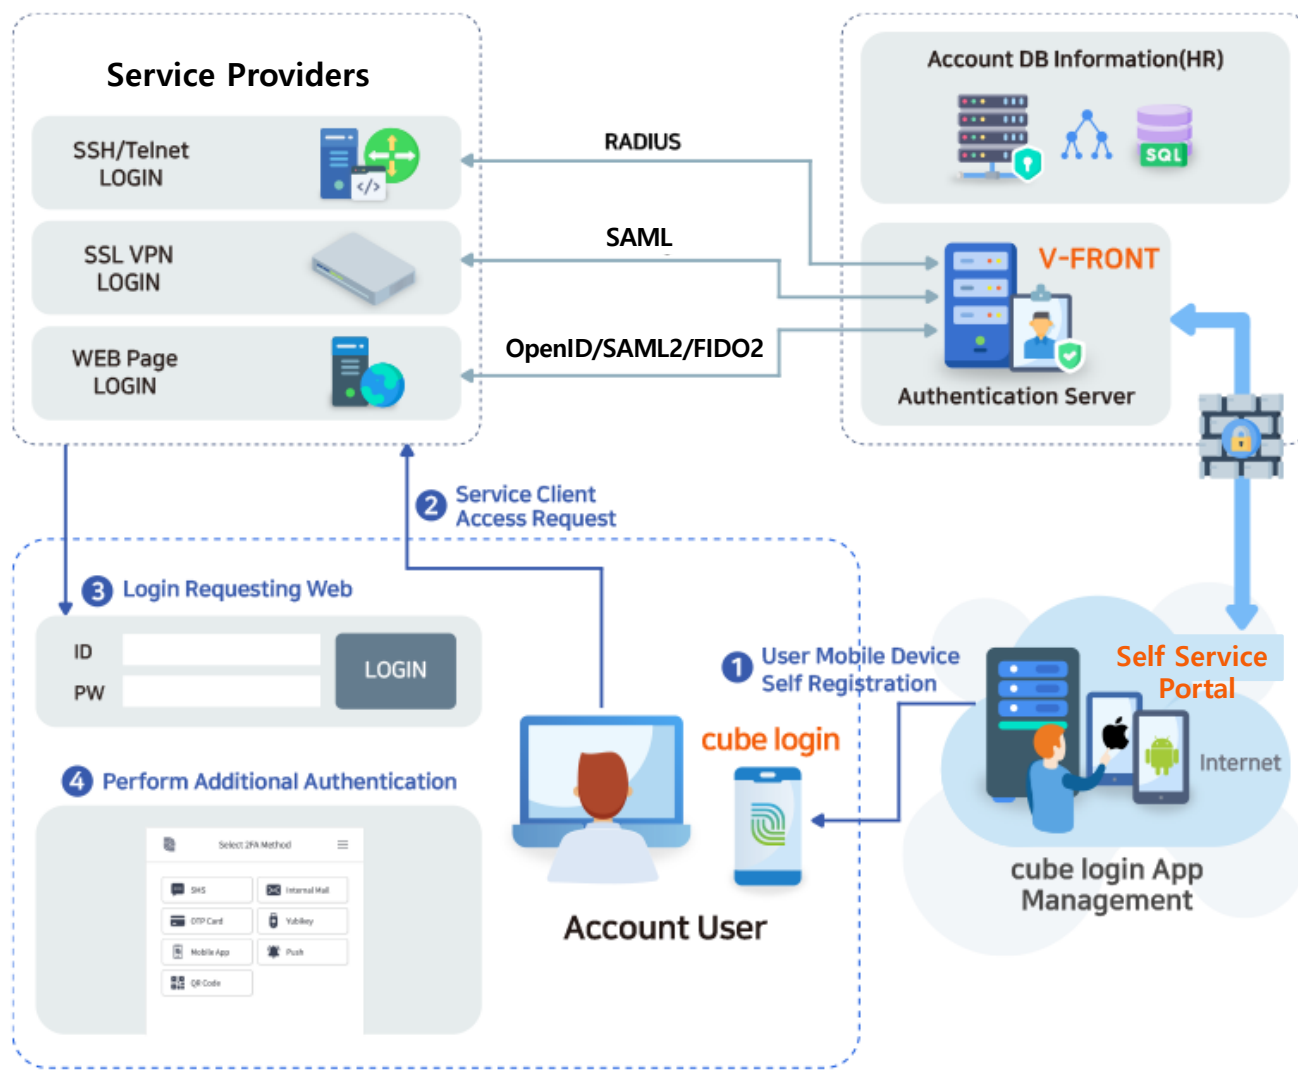 Service Providers
SSH/Telnet
LOGIN
SSL VPN
LOGIN
WEB Page
LOGIN
RADIUS
SAML
OpenID/SAML2/FIDO2
Account DB Information(HR)
SQL
V-FRONT
Authentication Server
2 Service Client
Access Request
3 Login Requesting Web
ID
PW
LOGIN
4 Perform Additional Authentication
Select 2FA Method
SMS
Internal Mail
OTP Card
Yubikey
Mobile App
Push
QR Code
1 User Mobile Device
Self Registration
cube login
Account User
Self Service
Portal
Internet
cube login App
Management